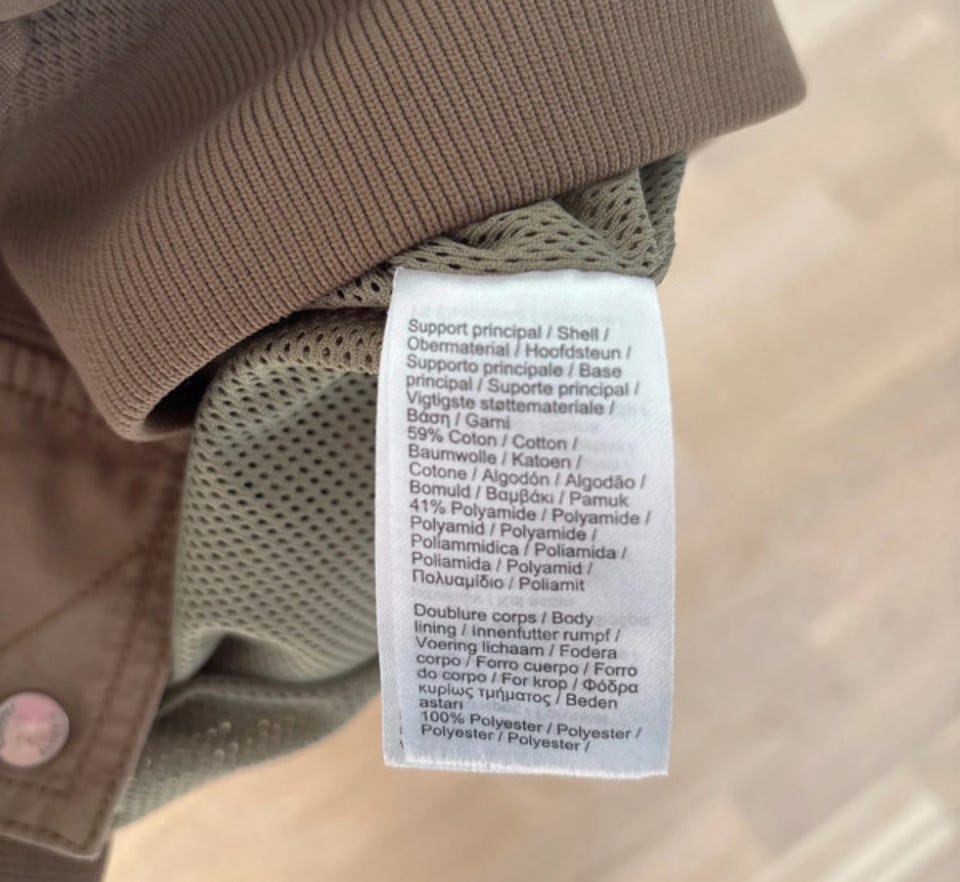 Support principal / Shell /
Obermaterial / Hoofdsteun /
Supporto principale / Base
principal / Suporte principal /
Vigtigste støttemateriale /
Βάση / Garni
59% Coton / Cotton /
Baumwolle / Katoen /
Cotone / Algodón / Algodão /
Bomuld / Βαμβάκι / Pamuk
41% Polyamide / Polyamide /
Polyamid / Polyamide /
Poliammidica / Poliamida /
Poliamida / Polyamid /
Πολυαμίδιο / Poliamit
Doublure corps / Body
lining / Innenfutter rumpf /
Voering lichaam / Fodera
corpo / Forro cuerpo / Forro
do corpo / For krop / Φόδρα
κυρίως τμήματος / Beden
astari
100% Polyester / Polyester /
Polyester / Polyester /